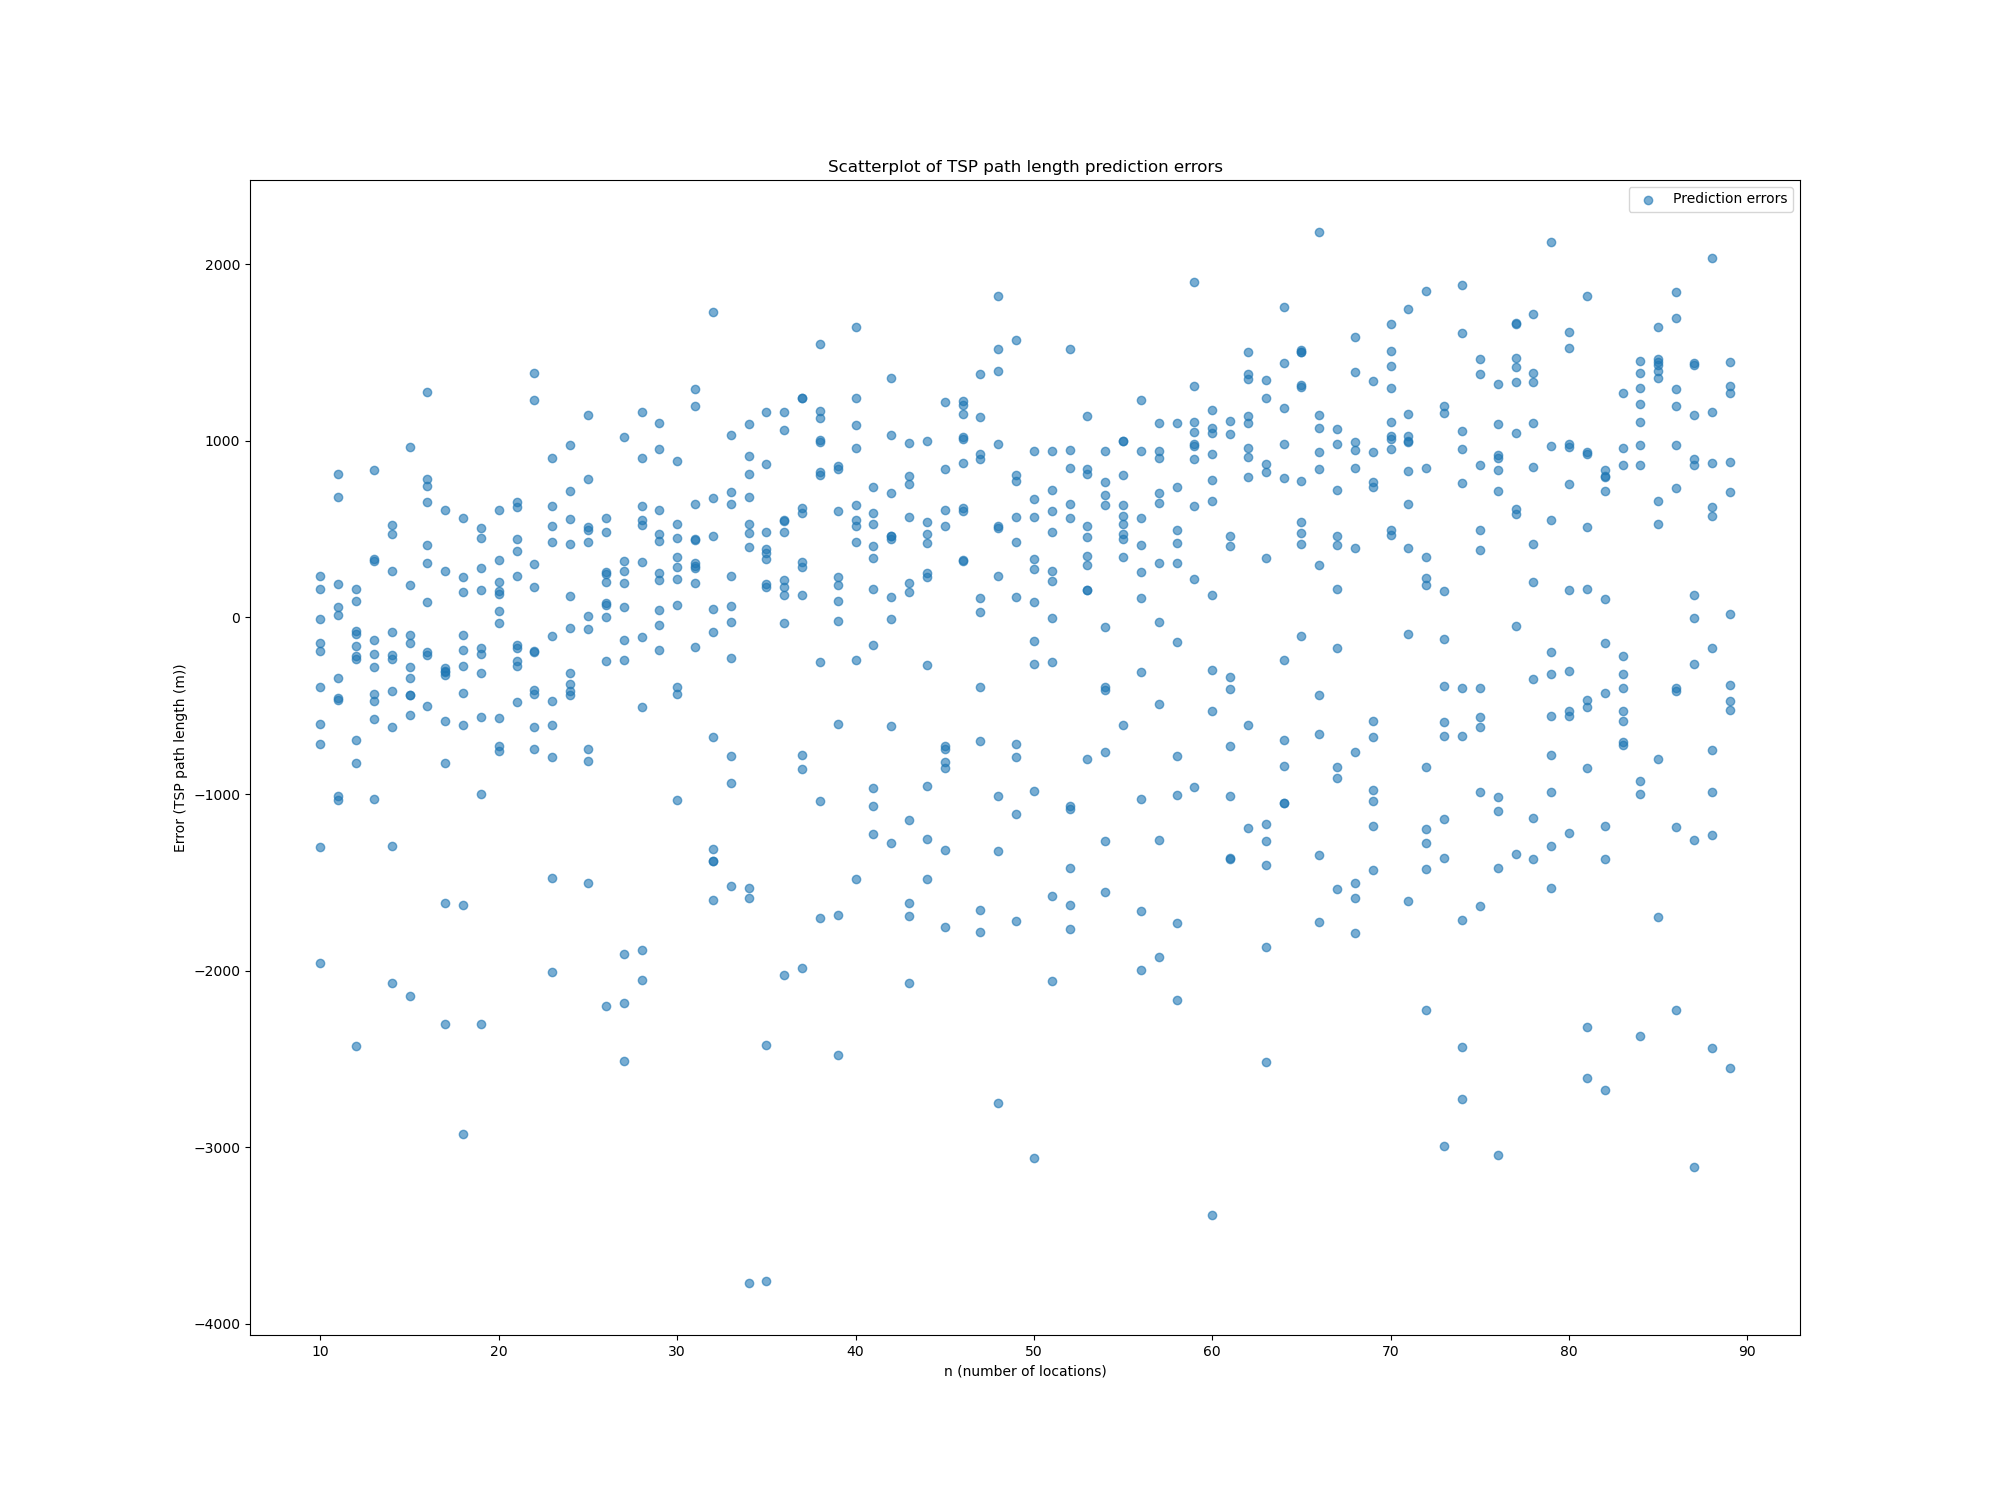 Scatterplot of TSP path length prediction errors
Prediction errors
2000
1000
0
−1000
−2000
−3000
−4000
Error (TSP path length (m))
10 20 30 40 50 60 70 80 90
n (number of locations)